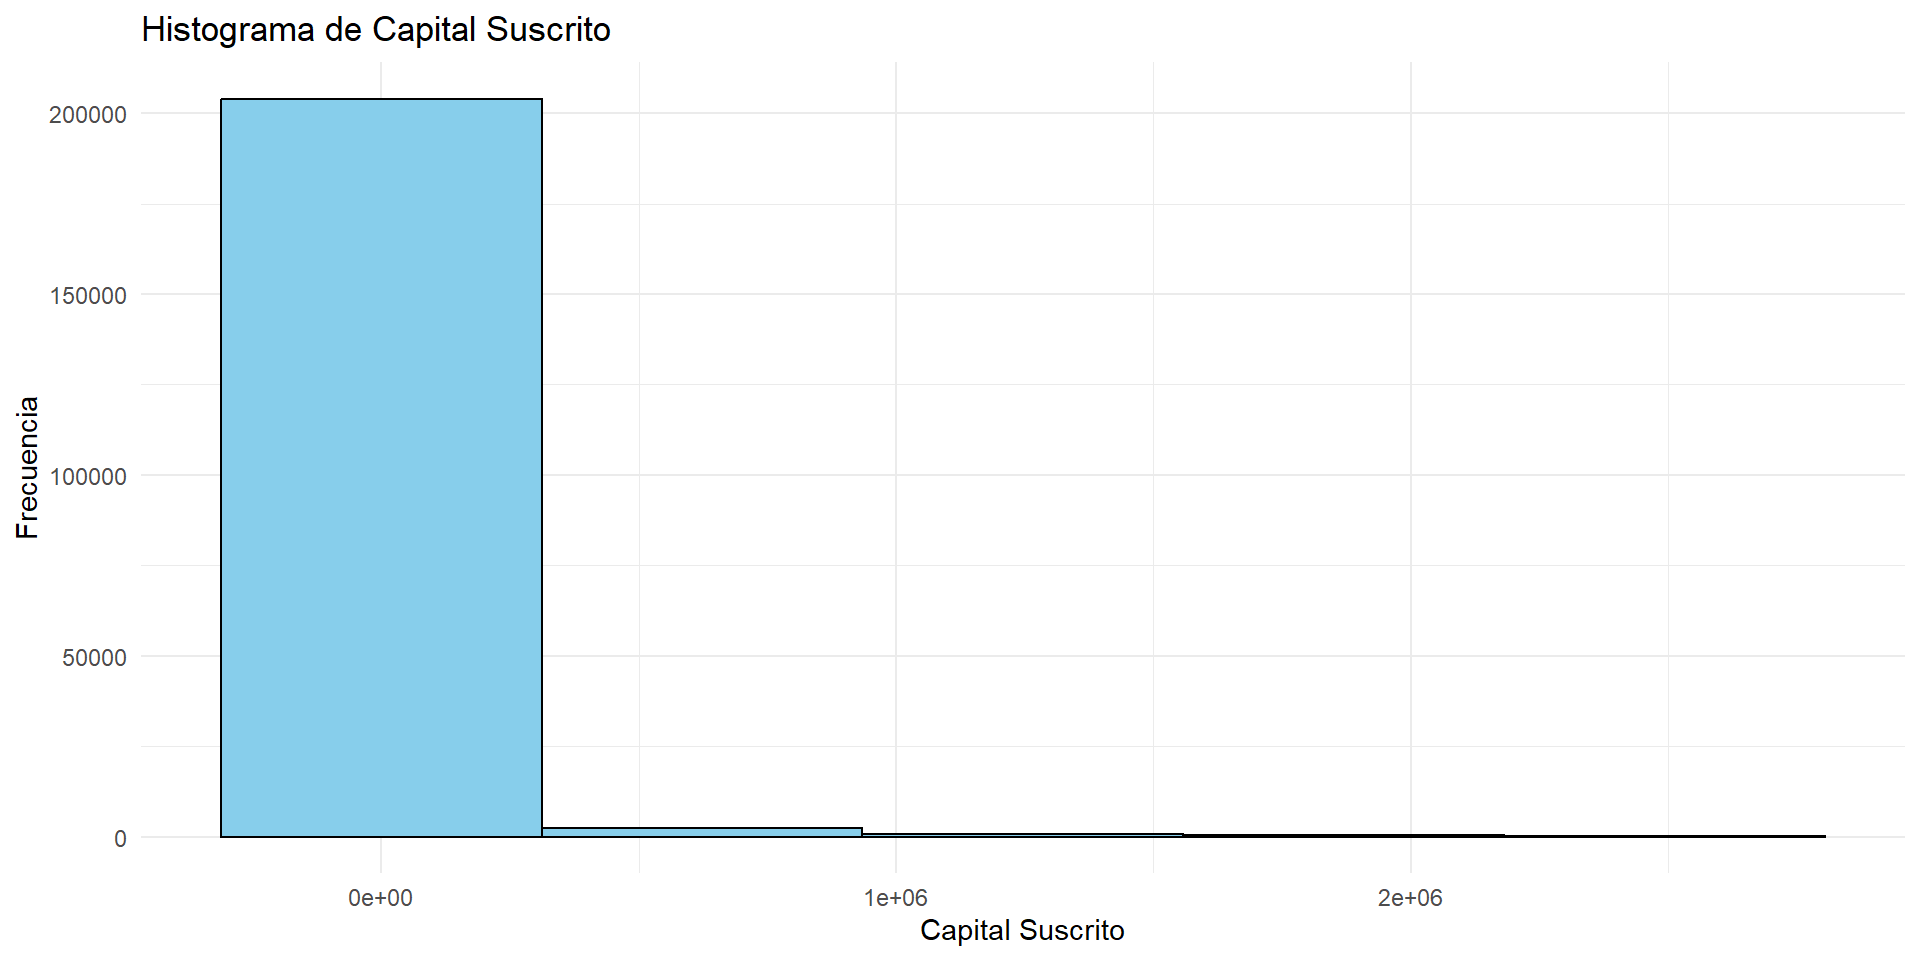 Histograma de Capital Suscrito
200000
150000
100000
50000
0
Frecuencia
0e+00
1e+06
2e+06
Capital Suscrito